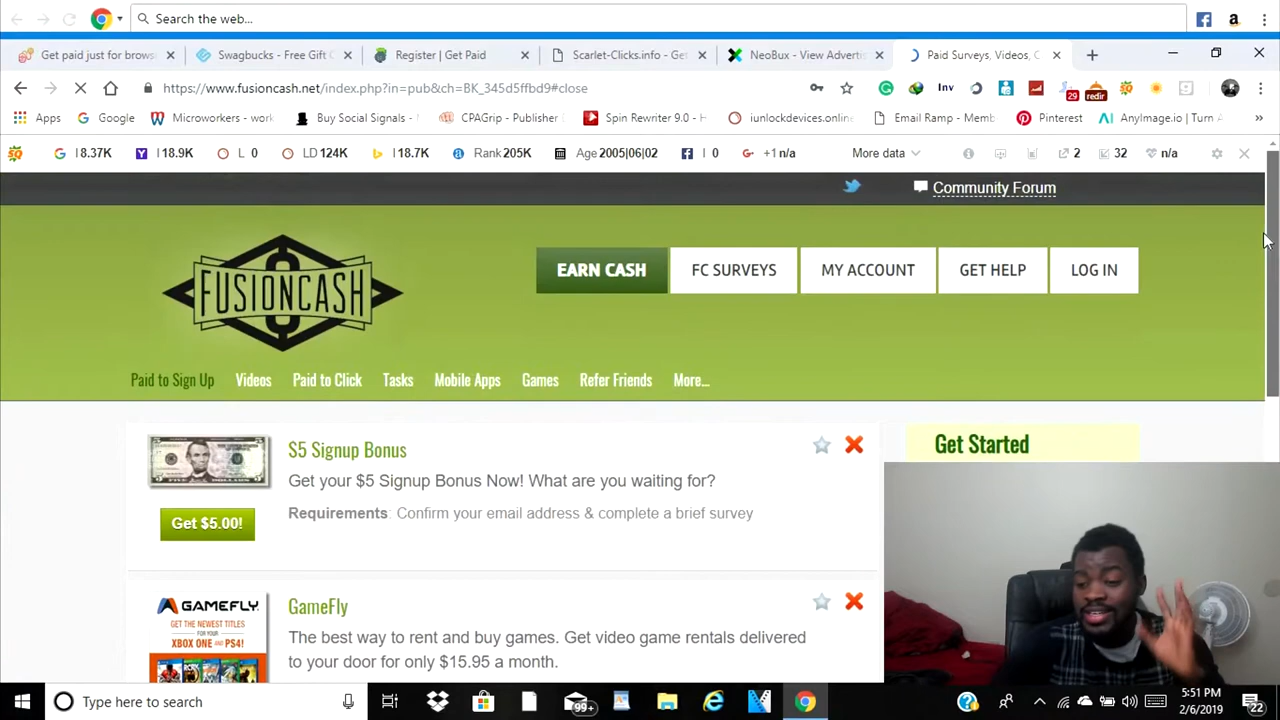 Search the web...
Get paid just for brows
Swagbucks - Free Gift C
Register | Get Paid
Scarlet-Clicks.info - Get
NeoBux - View Advertis
Paid Surveys, Videos, C
https://www.fusioncash.net/index.php?in=pub&ch=BK_345d5ffbd9#close
Inv
29
redir
Apps
Google
Microworkers - work
Buy Social Signals -
CPAGrip - Publisher
Spin Rewriter 9.0 - H
iunlockdevices.online
Email Ramp - Memb
Pinterest
AnyImage.io | Turn A
I 8.37K
I 18.9K
L 0
LD 124K
I 18.7K
Rank 205K
Age 2005|06|02
I 0
+1 n/a
More data
2
32
n/a
Community Forum
FUSIONCASH
EARN CASH
FC SURVEYS
MY ACCOUNT
GET HELP
LOG IN
Paid to Sign Up
Videos
Paid to Click
Tasks
Mobile Apps
Games
Refer Friends
More...
$5 Signup Bonus
Get your $5 Signup Bonus Now! What are you waiting for?
Requirements: Confirm your email address & complete a brief survey
Get $5.00!
Get Started
GAMEFLY
GET THE NEWEST TITLES
FOR YOUR
XBOX ONE AND PS4!
GameFly
The best way to rent and buy games. Get video game rentals delivered
to your door for only $15.95 a month.
Type here to search
99+
5:51 PM
2/6/2019
22